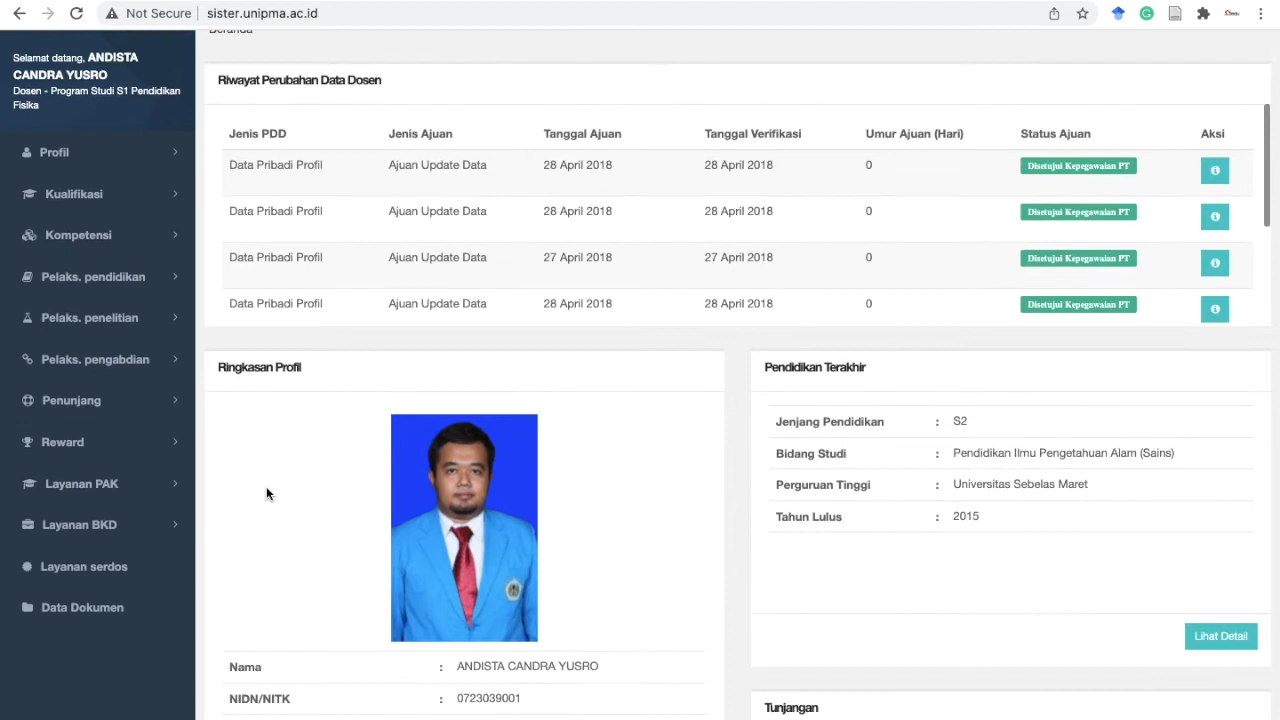 Not Secure
sister.unipma.ac.id
Beranda
Selamat datang, ANDISTA
CANDRA YUSRO
Dosen - Program Studi S1 Pendidikan
Fisika
Profil
Kualifikasi
Kompetensi
Pelaks. pendidikan
Pelaks. penelitian
Pelaks. pengabdian
Penunjang
Reward
Layanan PAK
Layanan BKD
Layanan serdos
Data Dokumen
Riwayat Perubahan Data Dosen
Jenis PDD Jenis Ajuan Tanggal Ajuan Tanggal Verifikasi Umur Ajuan (Hari) Status Ajuan Aksi
Data Pribadi Profil Ajuan Update Data 28 April 2018 28 April 2018 0 Disetujui Kepegawaian PT
Data Pribadi Profil Ajuan Update Data 28 April 2018 28 April 2018 0 Disetujui Kepegawaian PT
Data Pribadi Profil Ajuan Update Data 27 April 2018 27 April 2018 0 Disetujui Kepegawaian PT
Data Pribadi Profil Ajuan Update Data 28 April 2018 28 April 2018 0 Disetujui Kepegawaian PT
Ringkasan Profil
Nama : ANDISTA CANDRA YUSRO
NIDN/NITK : 0723039001
Pendidikan Terakhir
Jenjang Pendidikan : S2
Bidang Studi : Pendidikan Ilmu Pengetahuan Alam (Sains)
Perguruan Tinggi : Universitas Sebelas Maret
Tahun Lulus : 2015
Lihat Detail
Tunjangan